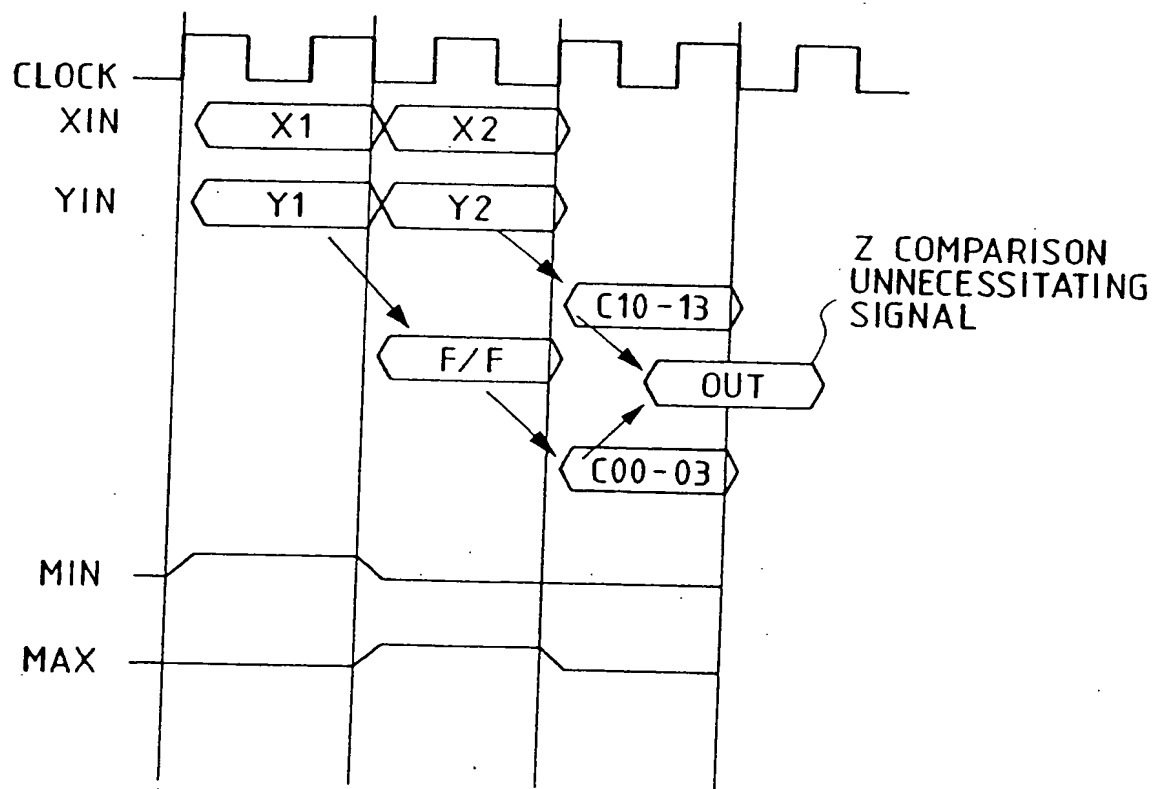 CLOCK
XIN X1 X2
YIN Y1 Y2
Z COMPARISON
UNNECESSITATING
SIGNAL
C10-13
F/F
OUT
C00-03
MIN
MAX